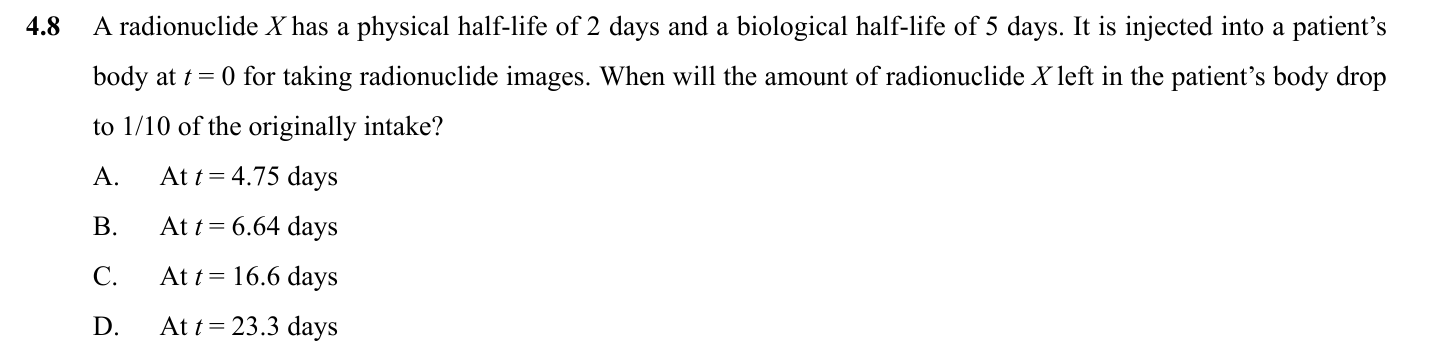 4.8 A radionuclide X has a physical half-life of 2 days and a biological half-life of 5 days. It is injected into a patient’s
body at t = 0 for taking radionuclide images. When will the amount of radionuclide X left in the patient’s body drop
to 1/10 of the originally intake?
A. At t = 4.75 days
B. At t = 6.64 days
C. At t = 16.6 days
D. At t = 23.3 days